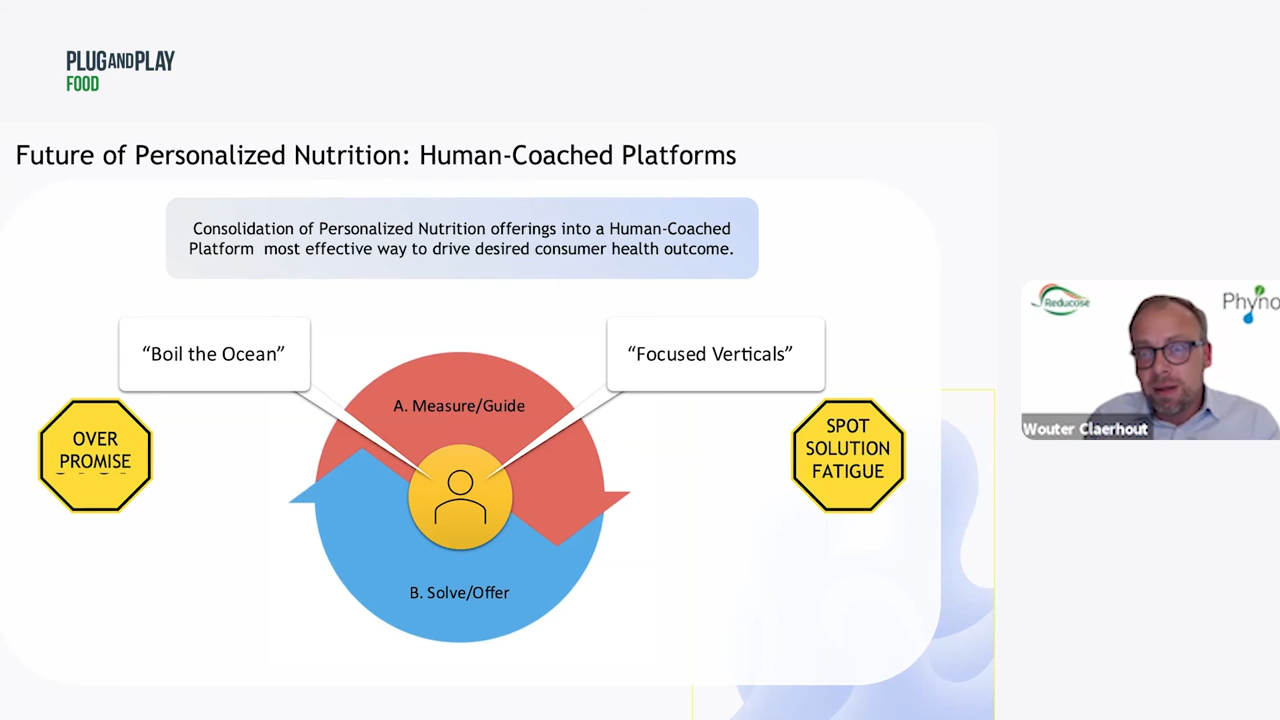 PLUGANDPLAY
FOOD
Future of Personalized Nutrition: Human-Coached Platforms
Consolidation of Personalized Nutrition offerings into a Human-Coached
Platform most effective way to drive desired consumer health outcome.
“Boil the Ocean”
“Focused Verticals”
A. Measure/Guide
OVER
PROMISE
SPOT
SOLUTION
FATIGUE
B. Solve/Offer
Reducose
Phyno
Wouter Claerhout